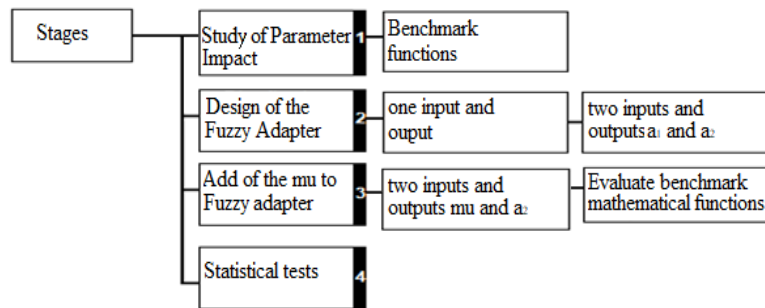 Stages
Study of Parameter
Impact
1
Benchmark
functions
Design of the
Fuzzy Adapter
2
one input and
ouput
two inputs and
outputs a₁ and a₂
Add of the mu to
Fuzzy adapter
3
two inputs and
outputs mu and a₂
Evaluate benchmark
mathematical functions
Statistical tests
4